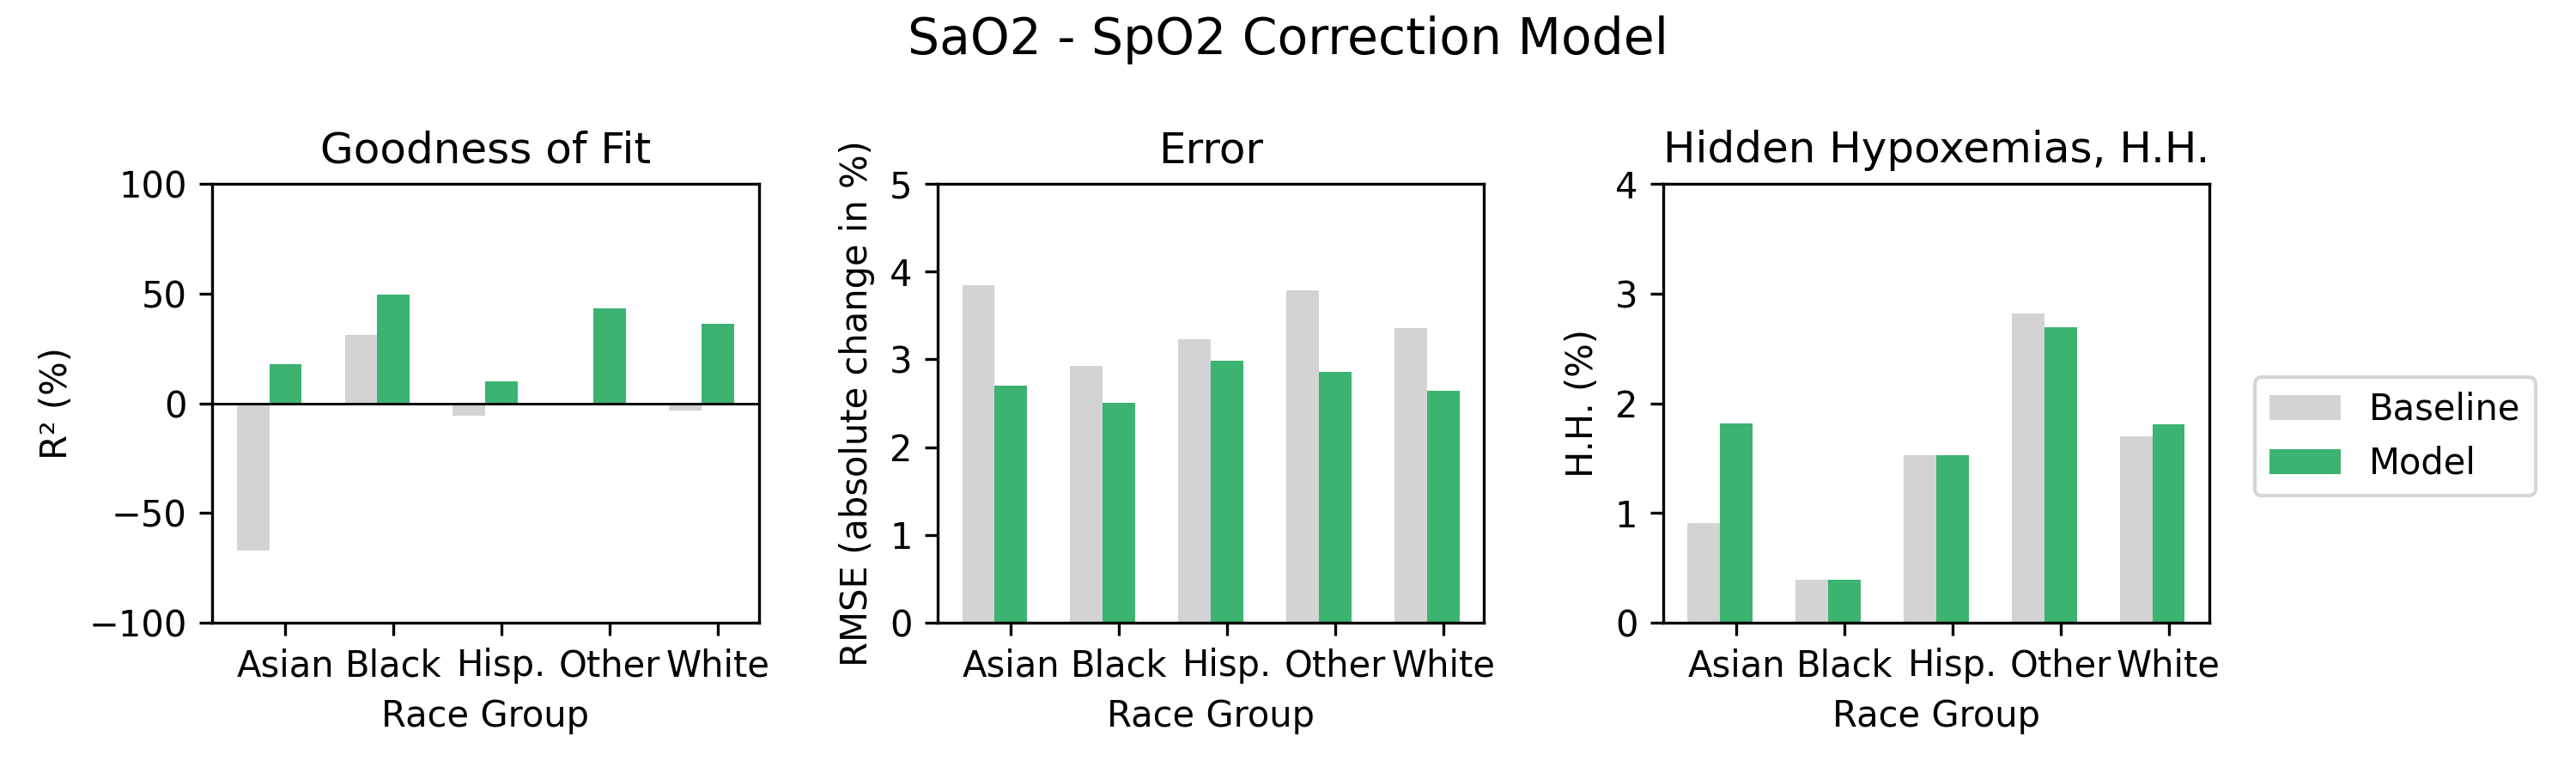 SaO2 - SpO2 Correction Model
Goodness of Fit
R² (%)
100
50
0
−50
−100
Asian Black Hisp. Other White
Race Group
Error
RMSE (absolute change in %)
5
4
3
2
1
0
Asian Black Hisp. Other White
Race Group
Hidden Hypoxemias, H.H.
H.H. (%)
4
3
2
1
0
Asian Black Hisp. Other White
Race Group
Baseline
Model